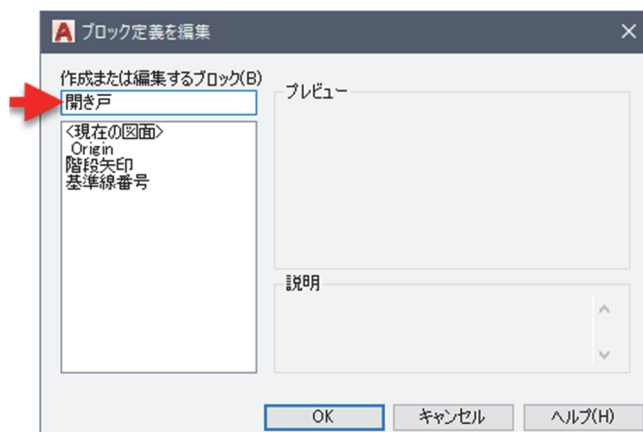 ブロック定義を編集
作成または編集するブロック(B)
開き戸
<現在の図面>
_Origin
階段矢印
基準線番号
プレビュー
説明
OK
キャンセル
ヘルプ(H)